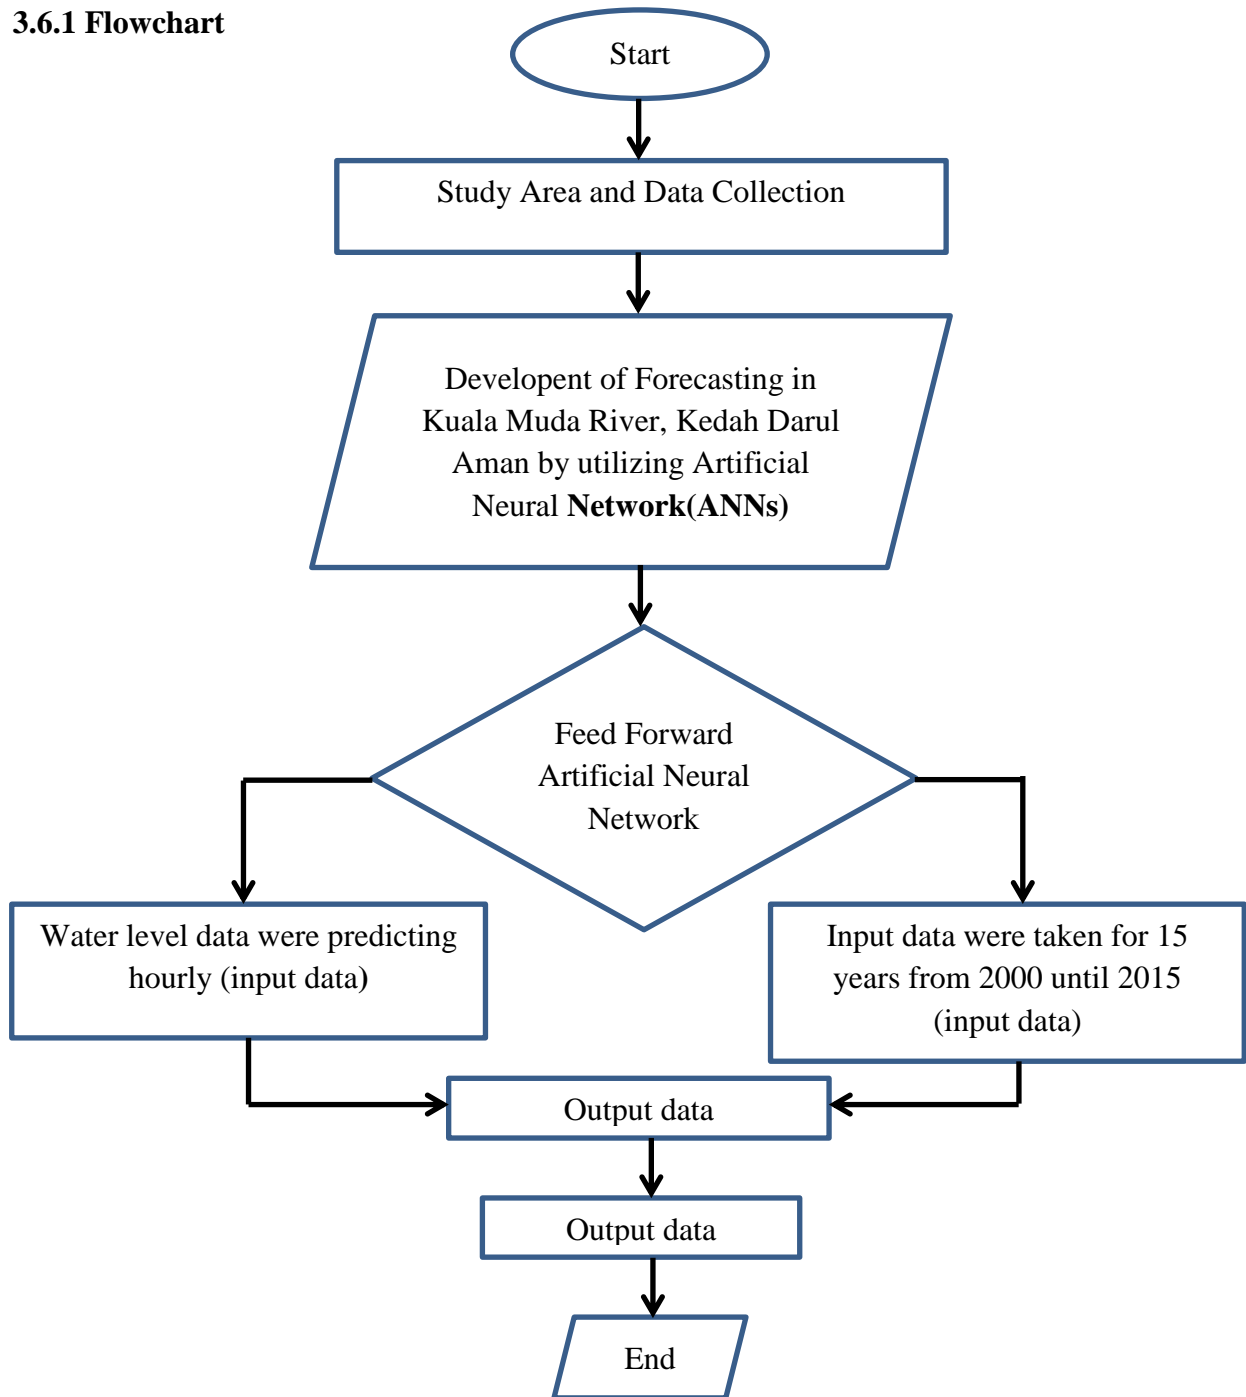 3.6.1 Flowchart
Start
Study Area and Data Collection
Developent of Forecasting in
Kuala Muda River, Kedah Darul
Aman by utilizing Artificial
Neural Network(ANNs)
Feed Forward
Artificial Neural
Network
Water level data were predicting
hourly (input data)
Input data were taken for 15
years from 2000 until 2015
(input data)
Output data
Output data
End